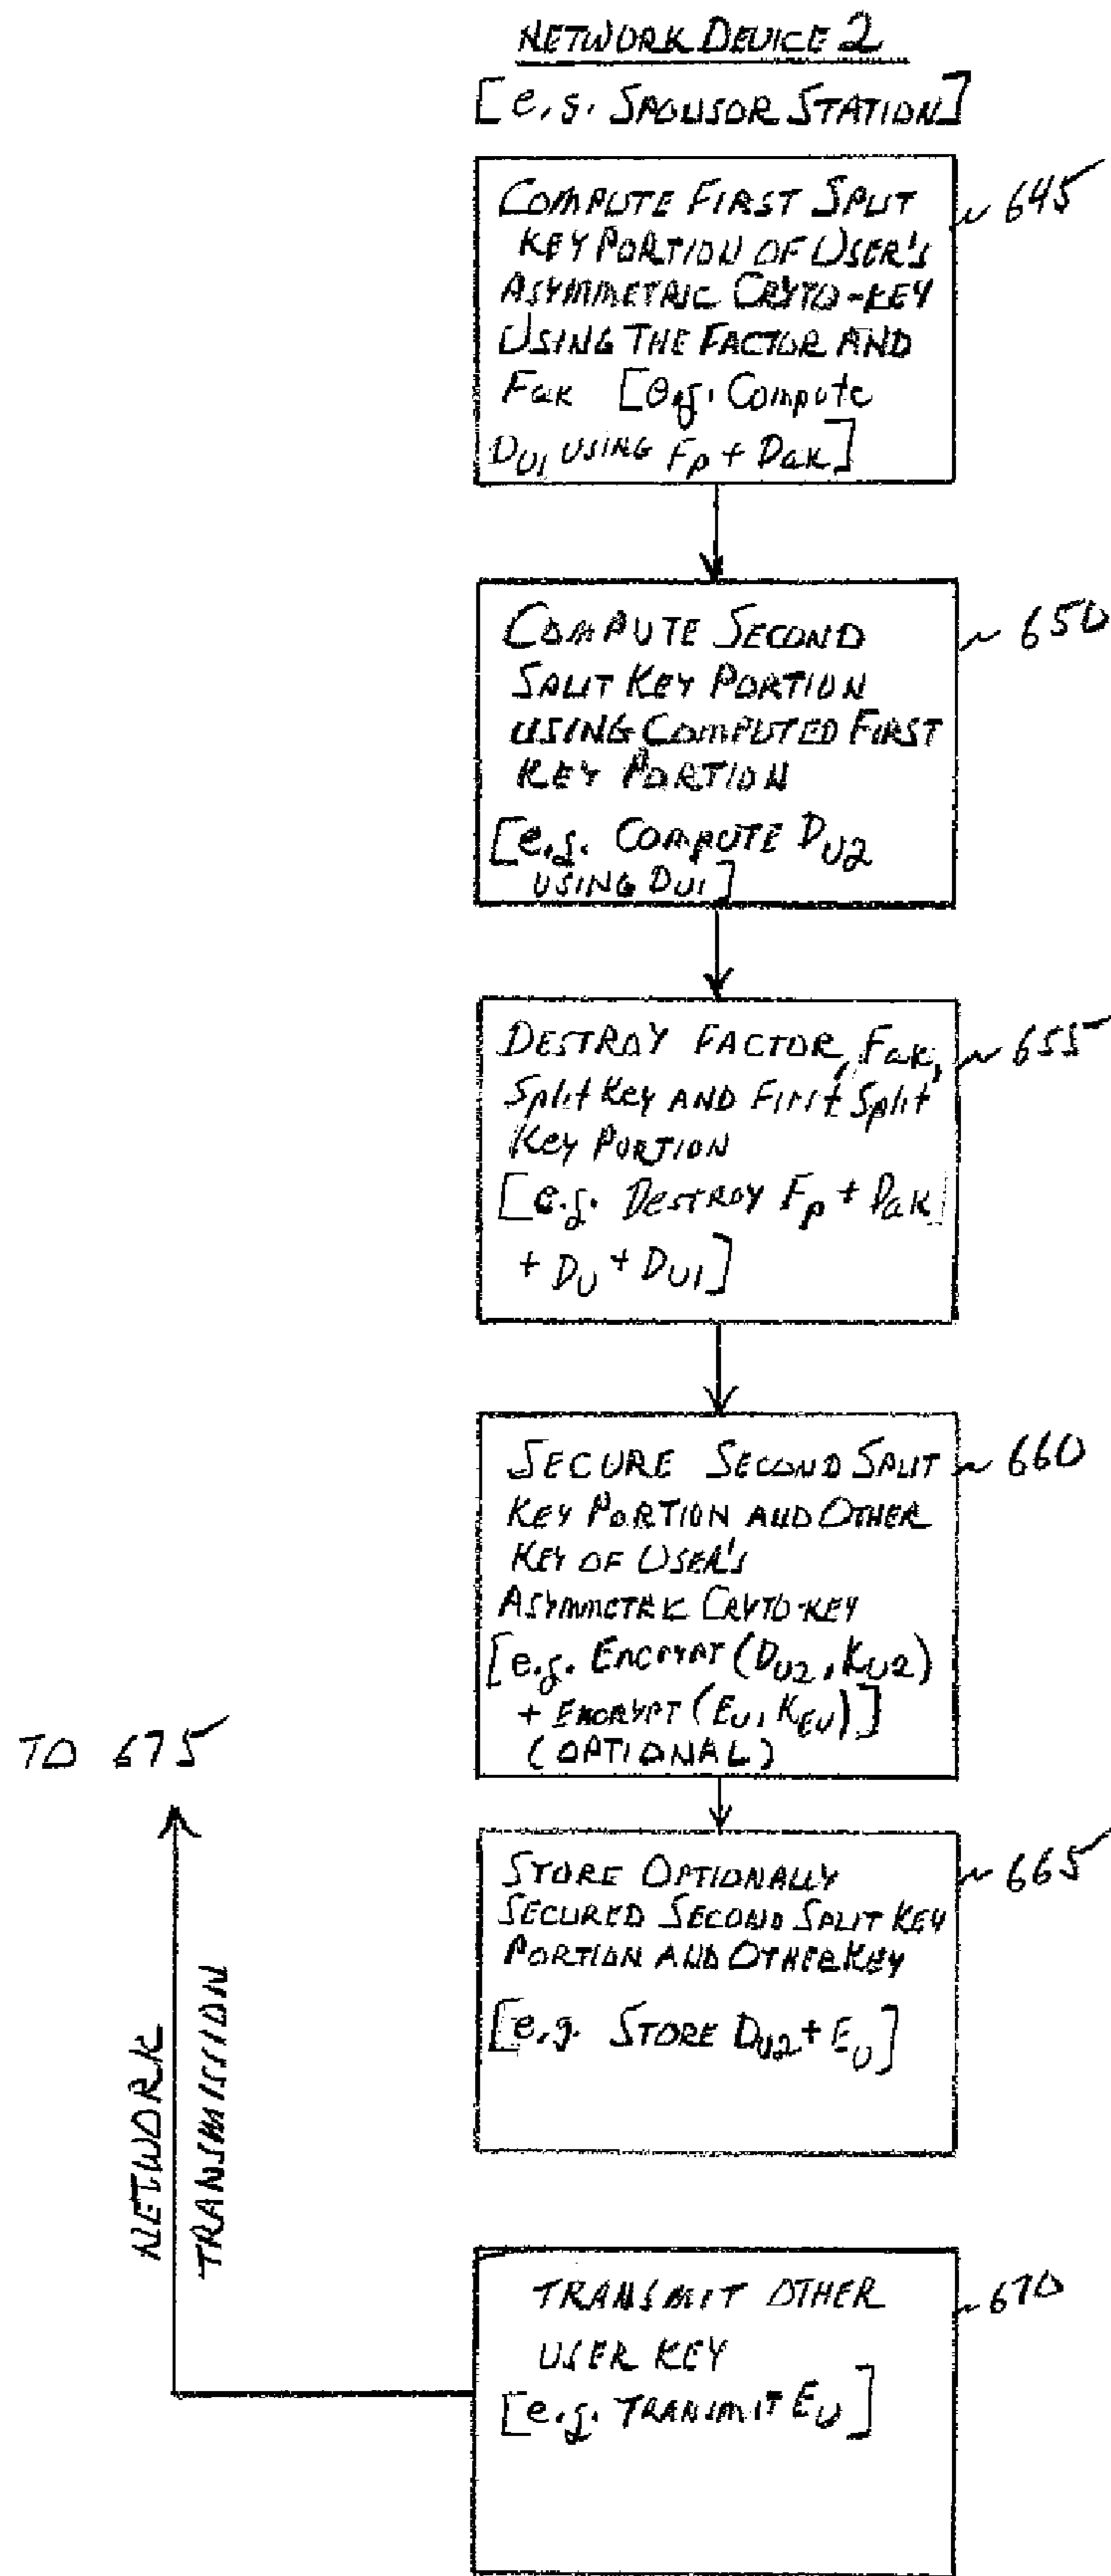 NETWORK DEVICE 2
[e.g. SPONSOR STATION]
COMPUTE FIRST SPLIT
KEY PORTION OF USER'S
ASYMMETRIC CRYTO-KEY
USING THE FACTOR AND
Fak [e.g. Compute
DU1 USING Fp + Dak]
645
COMPUTE SECOND
SPLIT KEY PORTION
USING COMPUTED FIRST
KEY PORTION
[e.g. COMPUTE DU2
USING DU1]
650
DESTROY FACTOR, Fak,
Split Key AND First Split
Key PORTION
[e.g. DESTROY Fp + Dak
+ DU + DU1]
655
SECURE SECOND SPLIT
KEY PORTION AND OTHER
KEY OF USER'S
ASYMMETRIC CRYTO-KEY
[e.g. ENCRYPT (DU2, KU2)
+ ENCRYPT (EU, KEU)]
(OPTIONAL)
660
TO 675
STORE OPTIONALLY
SECURED SECOND SPLIT KEY
PORTION AND OTHER KEY
[e.g. STORE DU2 + EU]
665
NETWORK
TRANSMISSION
TRANSMIT OTHER
USER KEY
[e.g. TRANSMIT EU]
670